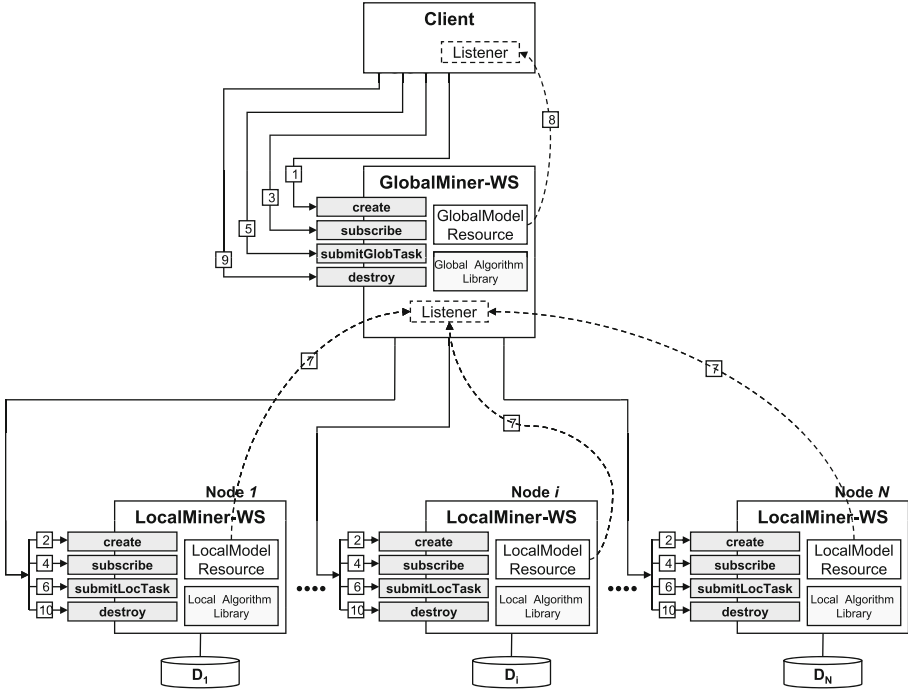 Client
Listener
8
1
3
5
9
GlobalMiner-WS
create
subscribe
submitGlobTask
destroy
GlobalModel
Resource
Global Algorithm
Library
Listener
7
7
7
Node 1
LocalMiner-WS
2 create
4 subscribe
6 submitLocTask
10 destroy
LocalModel
Resource
Local Algorithm
Library
D1
Node i
LocalMiner-WS
2 create
4 subscribe
6 submitLocTask
10 destroy
LocalModel
Resource
Local Algorithm
Library
Di
Node N
LocalMiner-WS
2 create
4 subscribe
6 submitLocTask
10 destroy
LocalModel
Resource
Local Algorithm
Library
DN